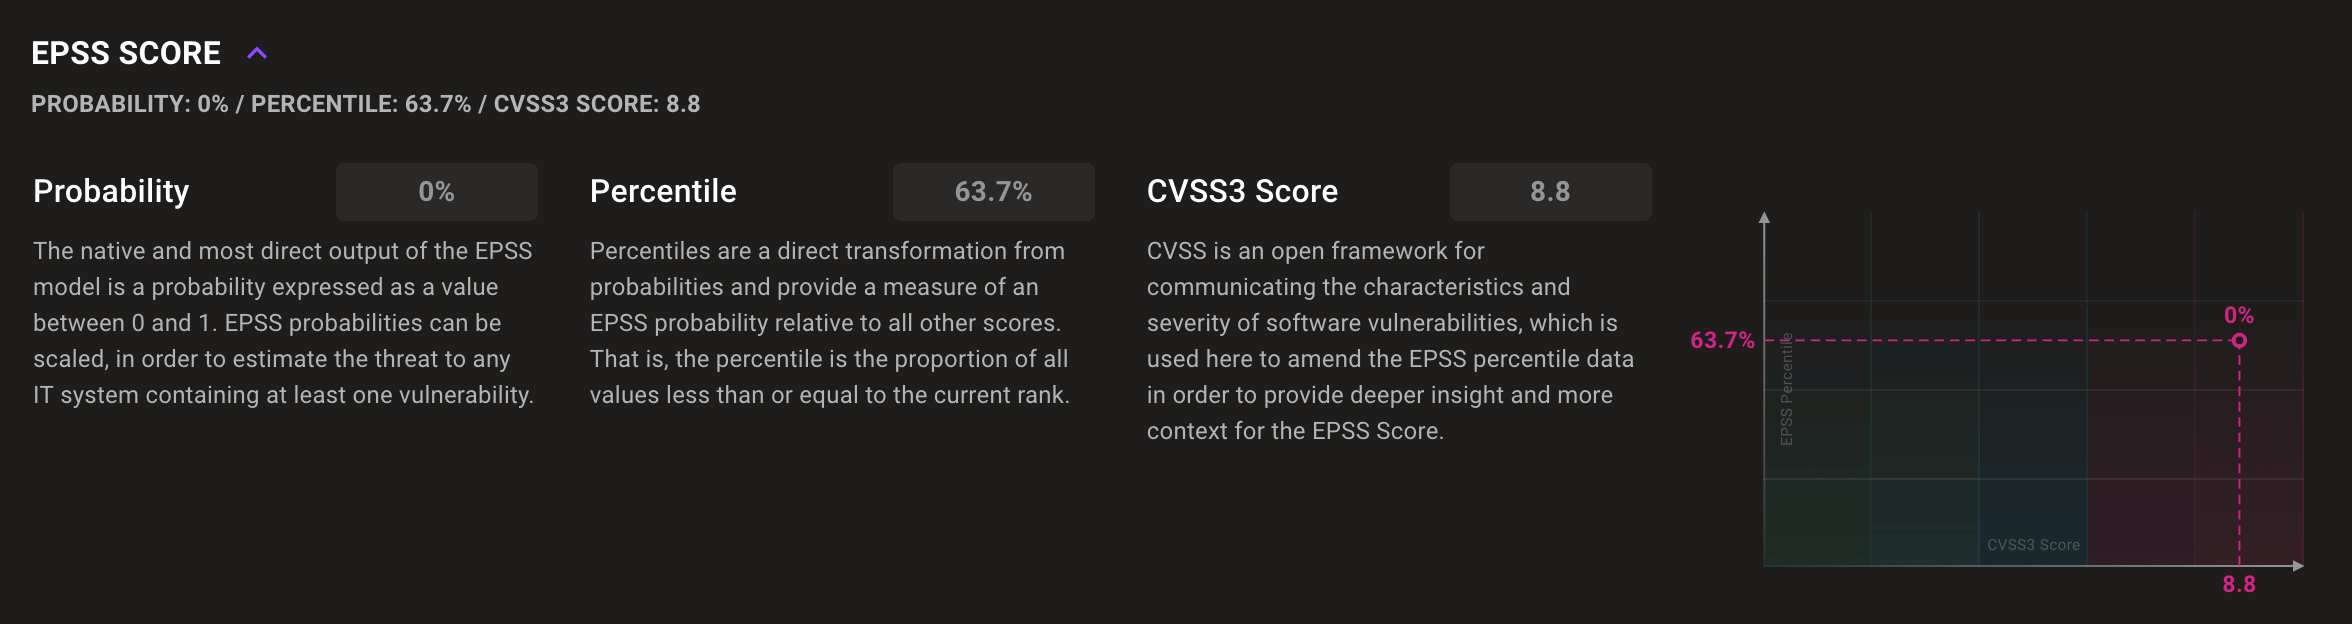 EPSS SCORE
PROBABILITY: 0% / PERCENTILE: 63.7% / CVSS3 SCORE: 8.8
Probability 0%
The native and most direct output of the EPSS
model is a probability expressed as a value
between 0 and 1. EPSS probabilities can be
scaled, in order to estimate the threat to any
IT system containing at least one vulnerability.
Percentile 63.7%
Percentiles are a direct transformation from
probabilities and provide a measure of an
EPSS probability relative to all other scores.
That is, the percentile is the proportion of all
values less than or equal to the current rank.
CVSS3 Score 8.8
CVSS is an open framework for
communicating the characteristics and
severity of software vulnerabilities, which is
used here to amend the EPSS percentile data
in order to provide deeper insight and more
context for the EPSS Score.
0%
63.7%
EPSS Percentile
CVSS3 Score
8.8